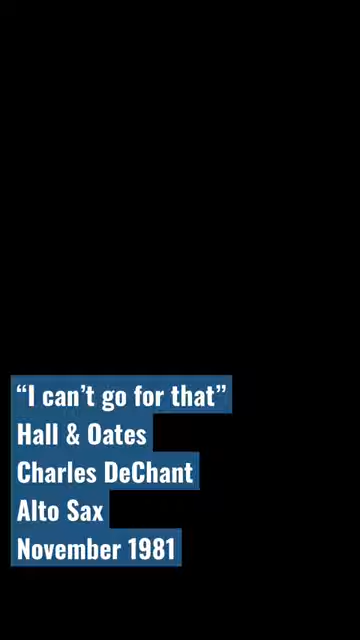 “I can’t go for that”
Hall & Oates
Charles DeChant
Alto Sax
November 1981